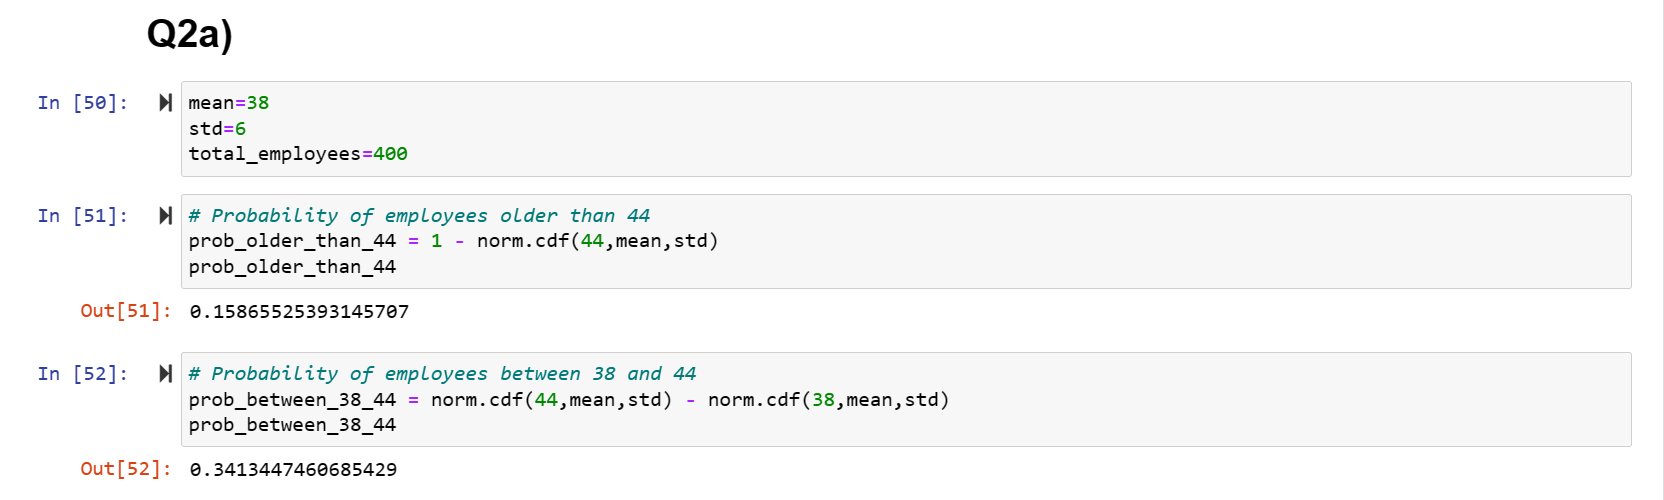 Q2a)
In [50]:
mean=38
std=6
total_employees=400
In [51]:
# Probability of employees older than 44
prob_older_than_44 = 1 - norm.cdf(44,mean,std)
prob_older_than_44
Out[51]: 0.15865525393145707
In [52]:
# Probability of employees between 38 and 44
prob_between_38_44 = norm.cdf(44,mean,std) - norm.cdf(38,mean,std)
prob_between_38_44
Out[52]: 0.3413447460685429